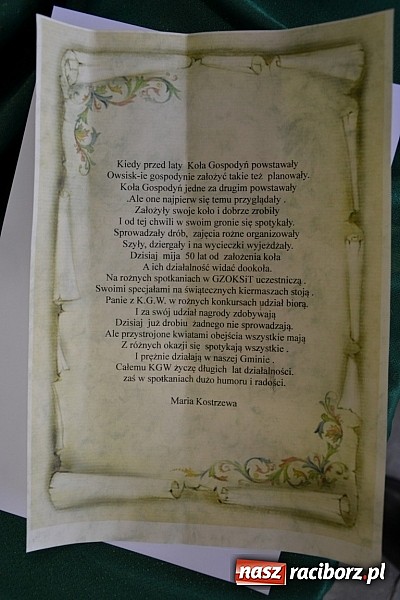 Kiedy przed laty Koła Gospodyń powstawały
Owsisk-ie gospodynie założyć takie też planowały.
Koła Gospodyń jedne za drugim powstawały
.Ale one najpierw się temu przyglądały .
Założyły swoje koło i dobrze zrobiły
I od tej chwili w swoim gronie się spotykały.
Sprowadzały drób, zajęcia rożne organizowały
Szyły, dziergały i na wycieczki wyjeżdżały.
Dzisiaj mija 50 lat od założenia koła
A ich działalność widać dookoła.
Na rożnych spotkaniach w GZOKSiT uczestniczą .
Swoimi specjałami na świątecznych kiermaszach stoją .
Panie z K.G.W. w rożnych konkursach udział biorą.
I za swój udział nagrody zdobywają
Dzisiaj już drobiu żadnego nie sprowadzają.
Ale przystrojone kwiatami obejścia wszystkie mają
Z różnych okazji się spotykają wszystkie .
I prężnie działają w naszej Gminie .
Całemu KGW życzę długich lat działalności.
zaś w spotkaniach dużo humoru i radości.
Maria Kostrzewa
nasz raciborz.pl